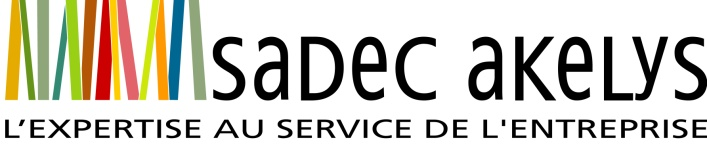 saDeC aKeLys
L'EXPERTISE AU SERVICE DE L'ENTREPRISE